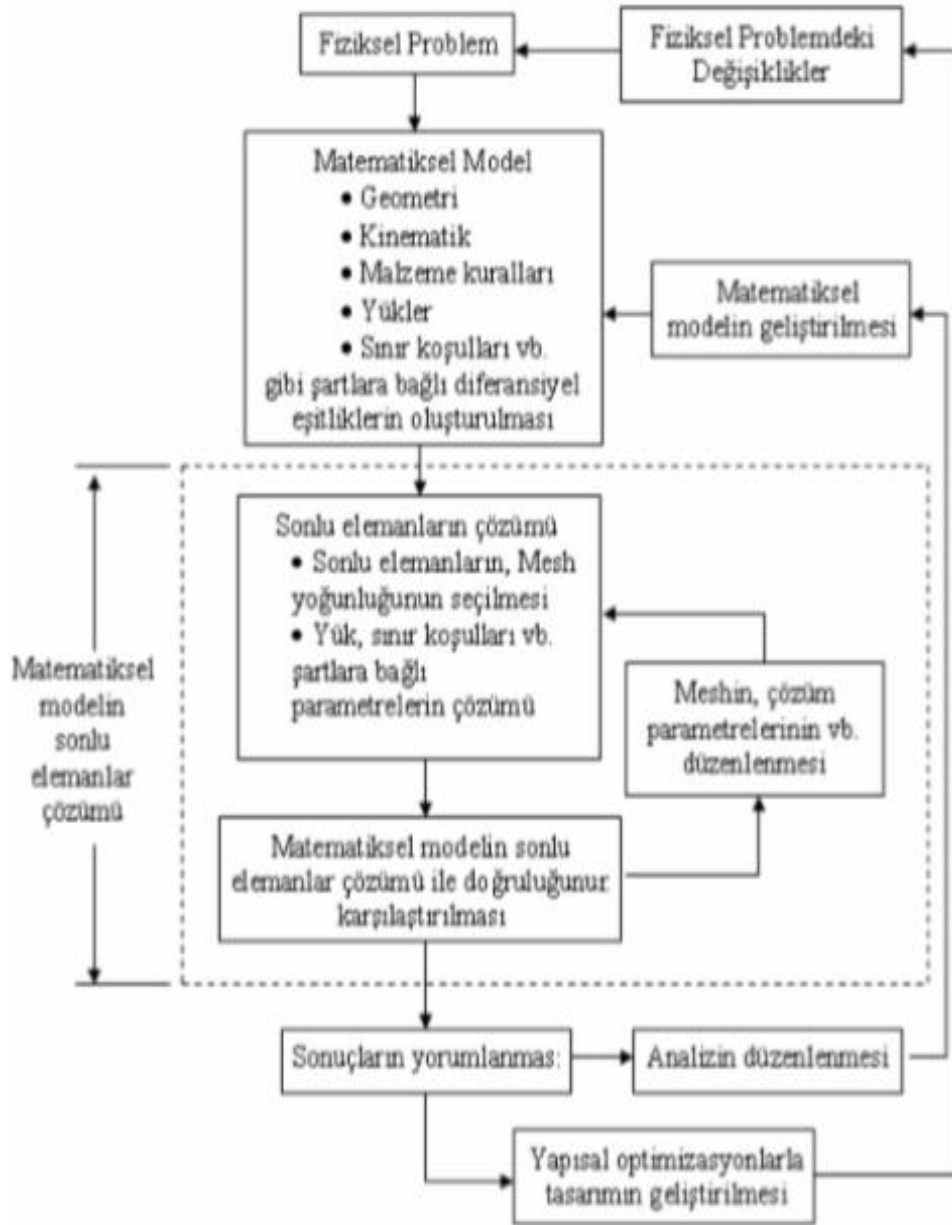 Fiziksel Problem
Fiziksel Problemdeki
Değişiklikler
Matematiksel Model
• Geometri
• Kinematik
• Malzeme kuralları
• Yükler
• Sınır koşulları vb.
gibi şartlara bağlı diferansiyel
eşitliklerin oluşturulması
Matematiksel
modelin geliştirilmesi
Sonlu elemanların çözümü
• Sonlu elemanların, Mesh
yoğunluğunun seçilmesi
• Yük, sınır koşulları vb.
şartlara bağlı
parametrelerin çözümü
Matematiksel
modelin
sonlu
elemanlar
çözümü
Meshin, çözüm
parametrelerinin vb.
düzenlenmesi
Matematiksel modelin sonlu
elemanlar çözümü ile doğruluğunur
karşılaştırılması
Sonuçların yorumlanmas:
Analizin düzenlenmesi
Yapısal optimizasyonlarla
tasarımın geliştirilmesi